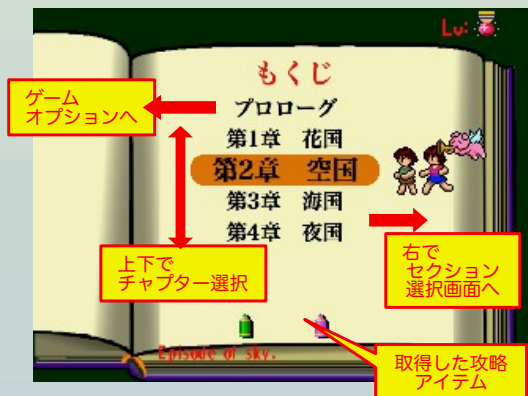 Lv:
もくじ
プロローグ
第1章 花国
第2章 空国
第3章 海国
第4章 夜国
ゲーム
オプションへ
上下で
チャプター選択
右で
セクション
選択画面へ
Episode of sky.
取得した攻略
アイテム